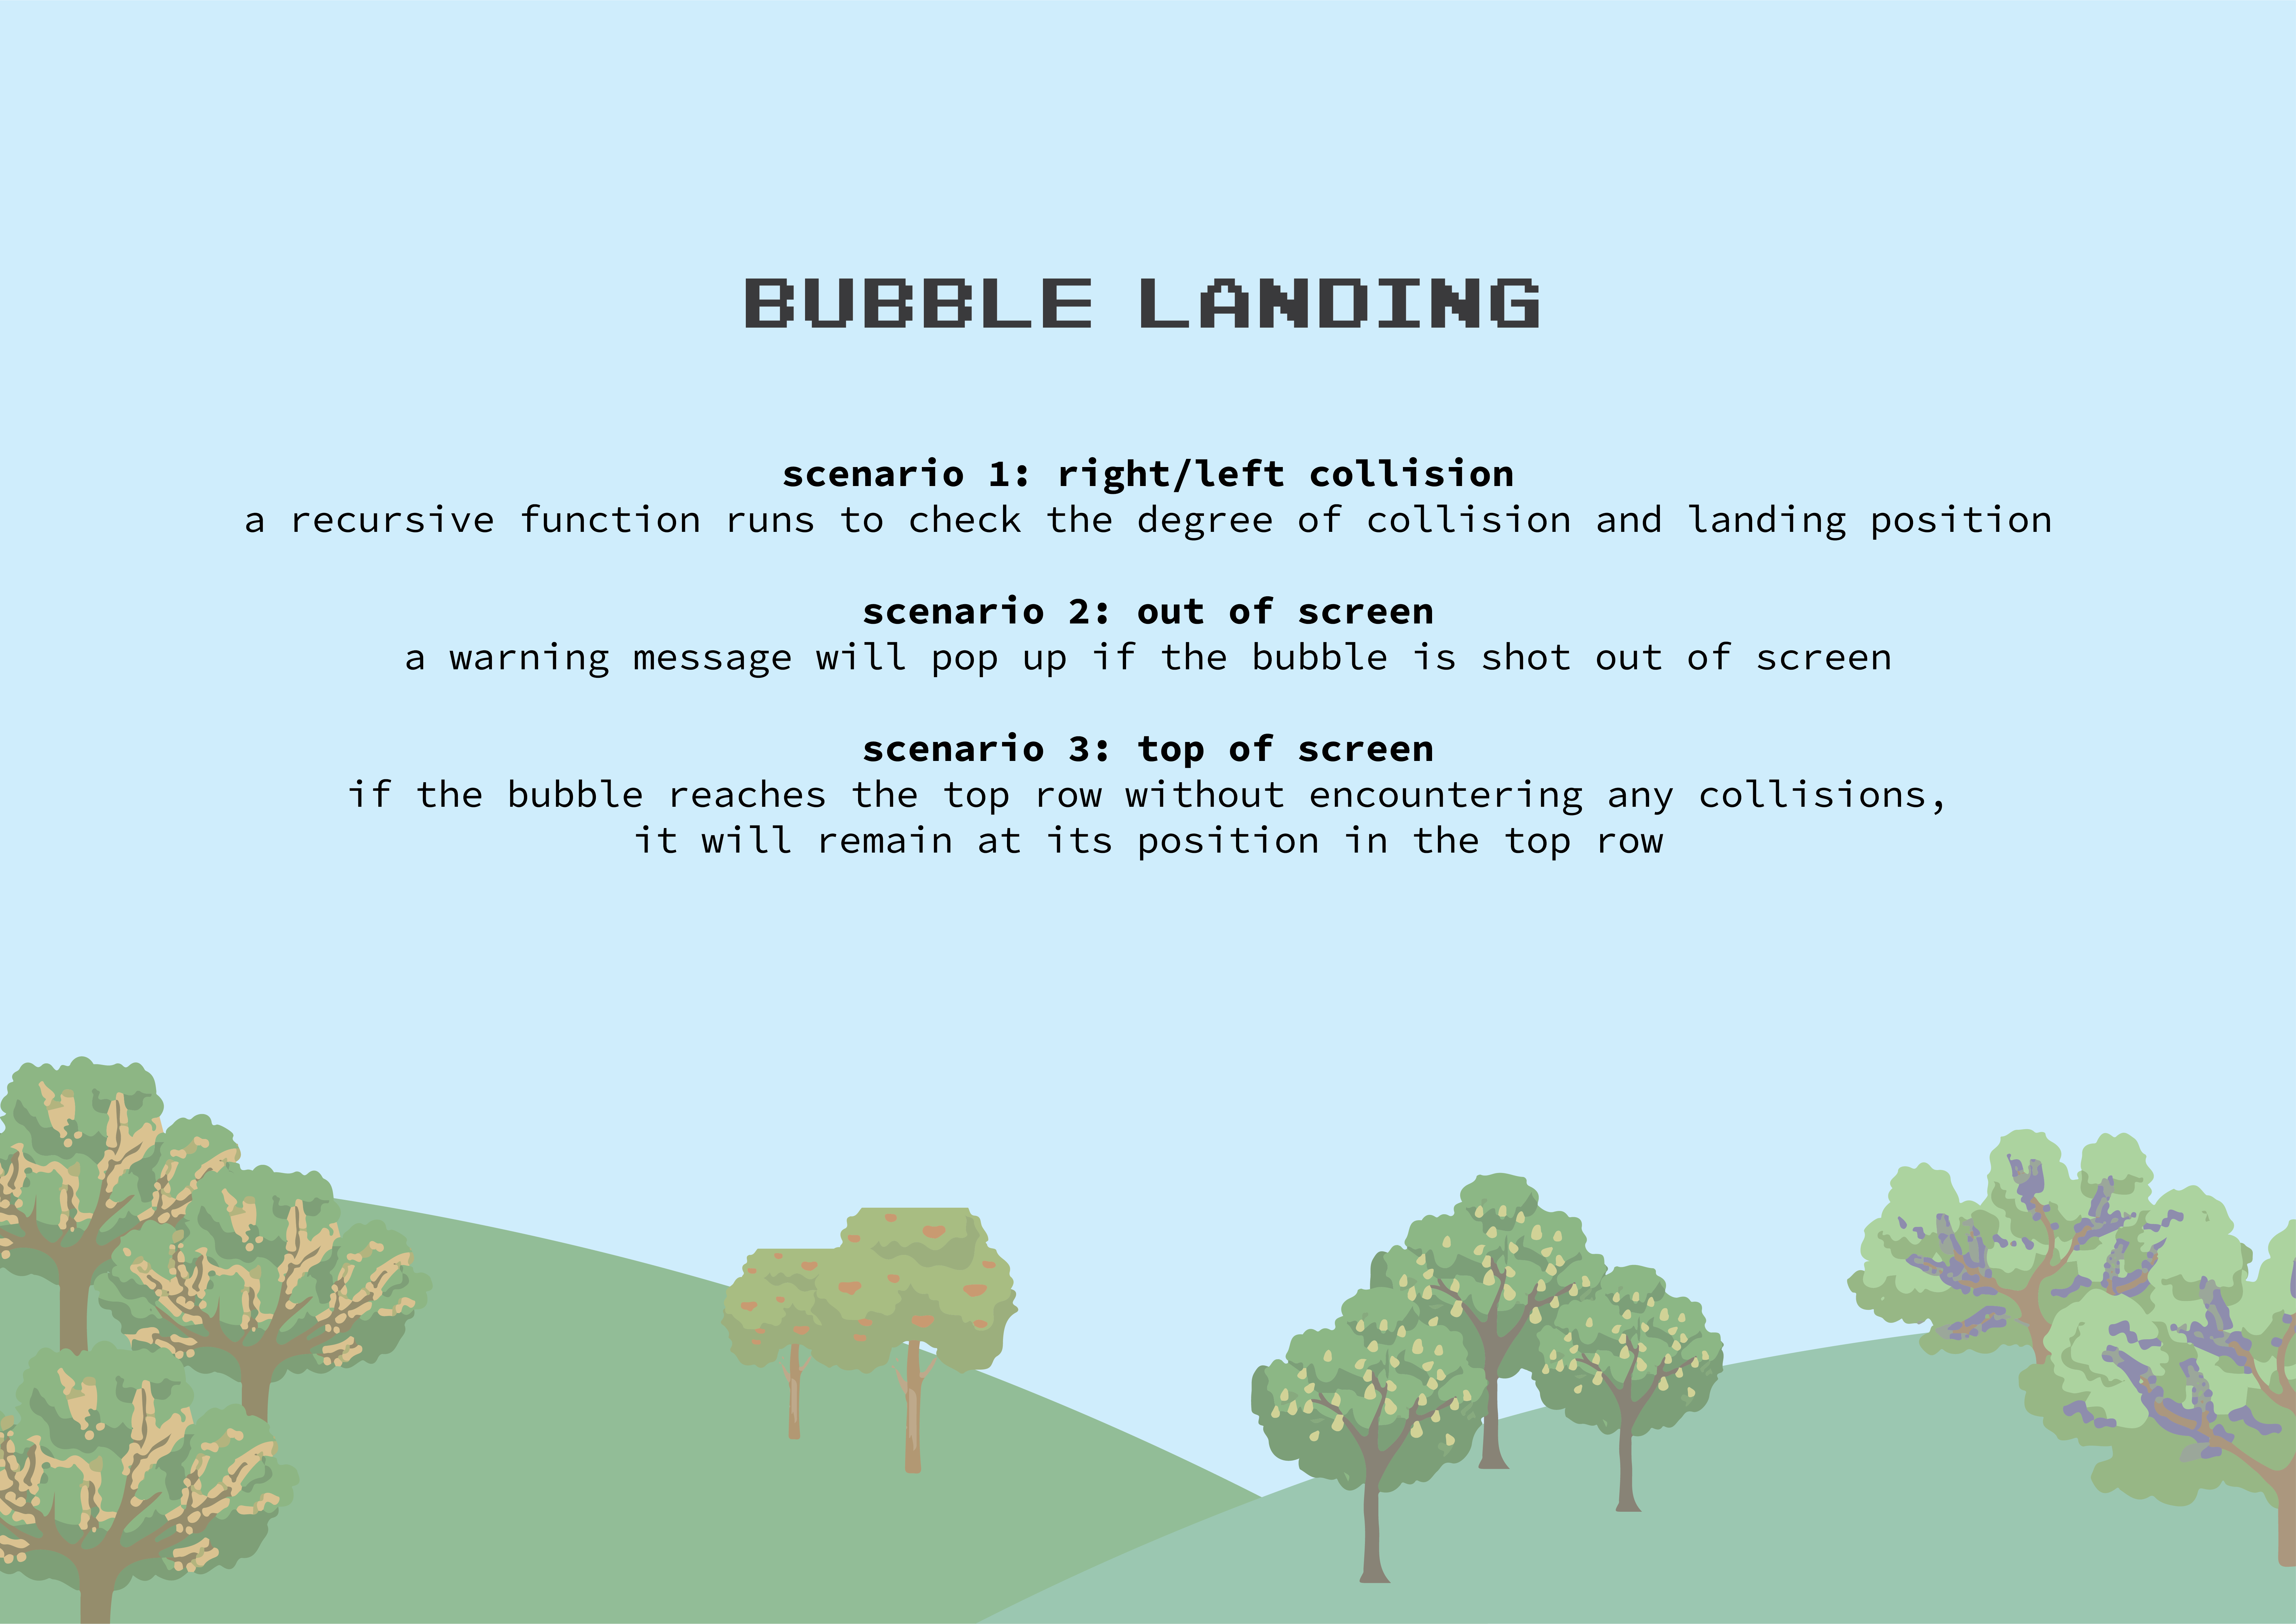 BUBBLE LANDING
scenario 1: right/left collision
a recursive function runs to check the degree of collision and landing position
scenario 2: out of screen
a warning message will pop up if the bubble is shot out of screen
scenario 3: top of screen
if the bubble reaches the top row without encountering any collisions,
it will remain at its position in the top row